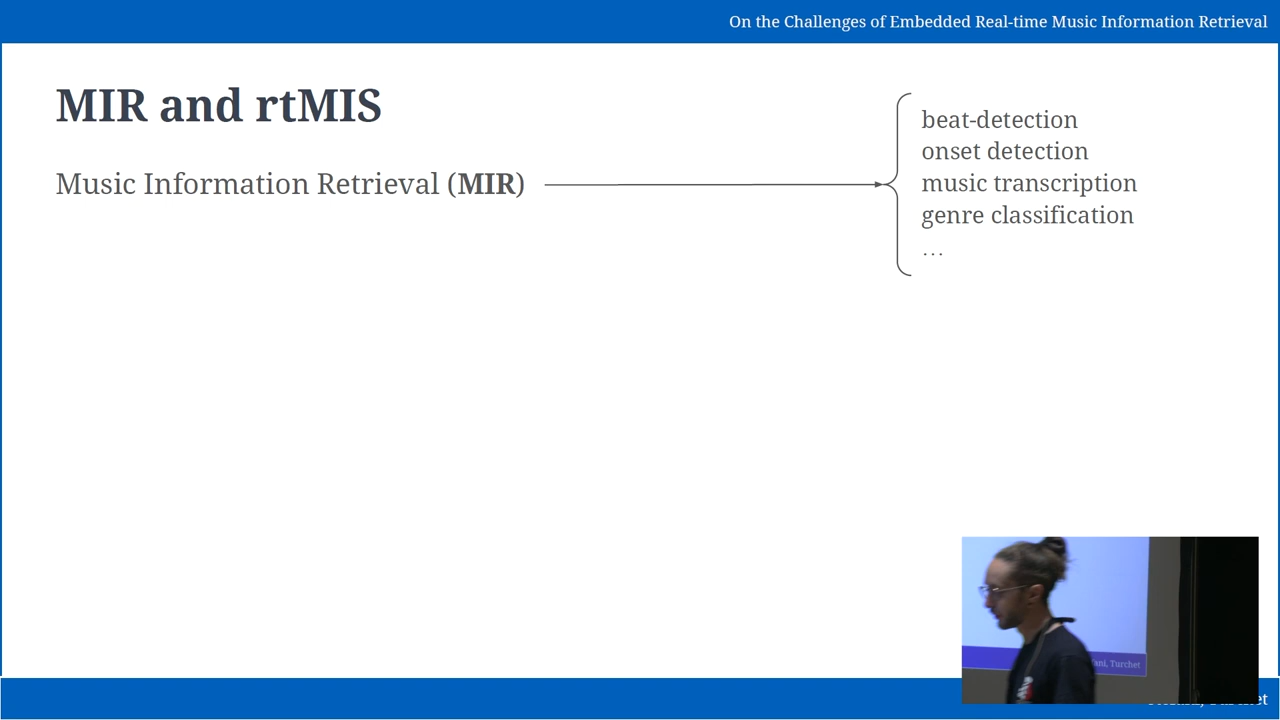 On the Challenges of Embedded Real-time Music Information Retrieval
MIR and rtMIS
Music Information Retrieval (MIR)
beat-detection
onset detection
music transcription
genre classification
…
Turchet